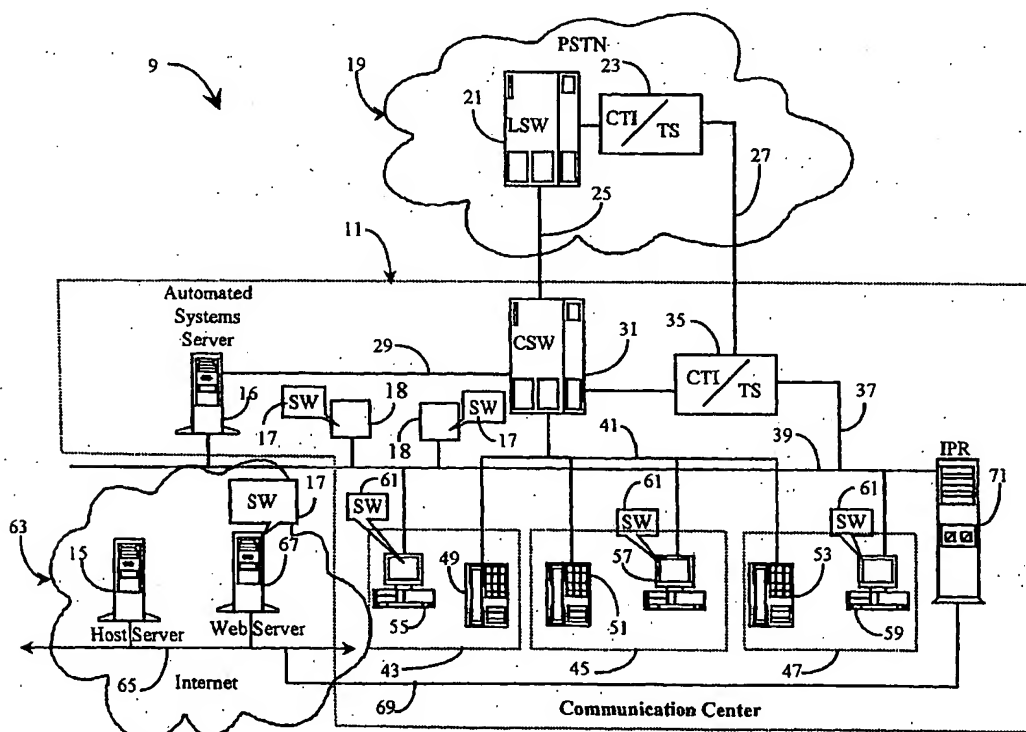 PSTN
9
19
23
21
LSW
CTI
TS
27
25
11
Automated
Systems
Server
CSW
31
35
29
CTI
TS
37
16
SW
17
18
18
SW
17
41
39
IPR
71
61
SW
61
SW
61
SW
SW
17
63
15
67
49
57
53
55
51
59
Host Server
Web Server
43
45
47
65
Internet
69
Communication Center